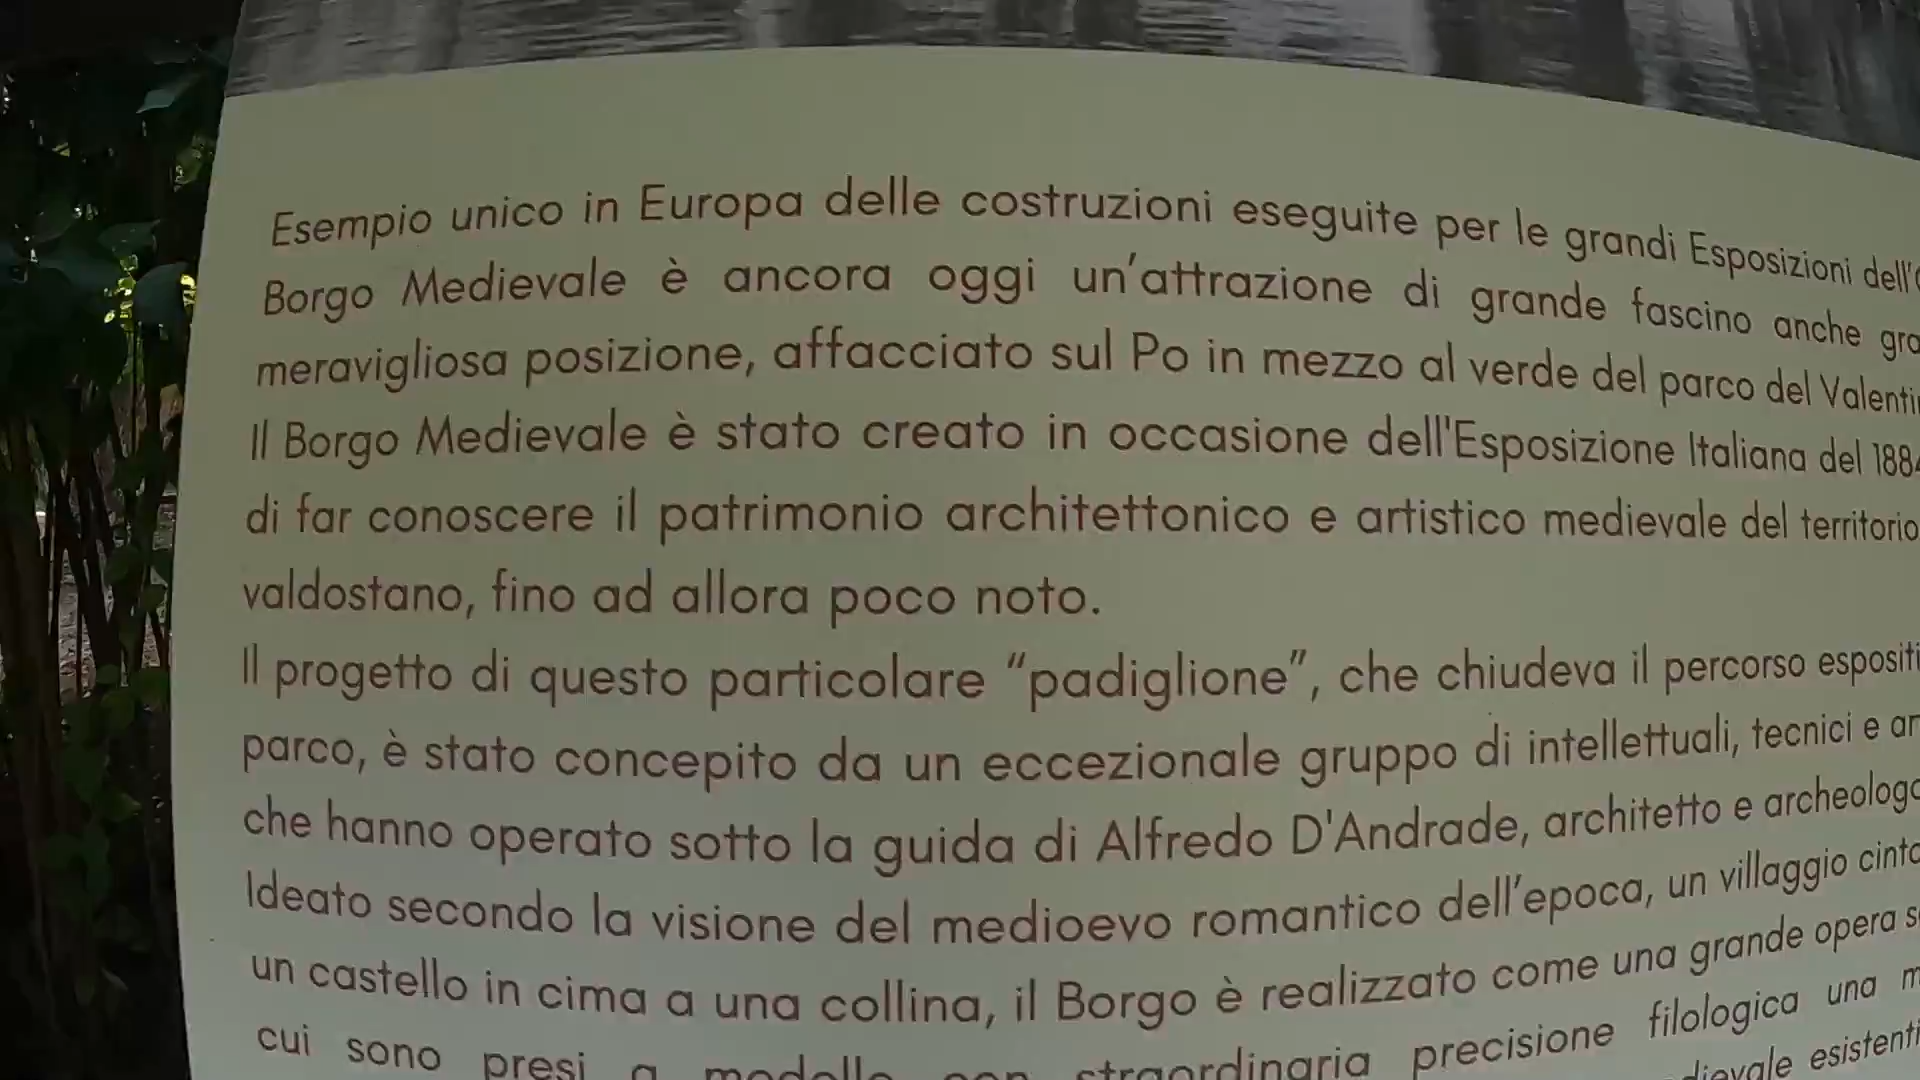 Esempio unico in Europa delle costruzioni eseguite per le grandi Esposizioni
Borgo Medievale è ancora oggi un'attrazione di grande fascino anche
meravigliosa posizione, affacciato sul Po in mezzo al verde del parco del
Il Borgo Medievale è stato creato in occasione dell'Esposizione Italiana del
di far conoscere il patrimonio architettonico e artistico medievale del territorio
valdostano, fino ad allora poco noto.
Il progetto di questo particolare “padiglione”, che chiudeva il percorso
parco, è stato concepito da un eccezionale gruppo di intellettuali, tecnici e
che hanno operato sotto la guida di Alfredo D'Andrade, architetto e
Ideato secondo la visione del medioevo romantico dell'epoca, un villaggio
un castello in cima a una collina, il Borgo è realizzato come una grande opera
cui sono presi a modello con straordinaria precisione filologica una
esistenti